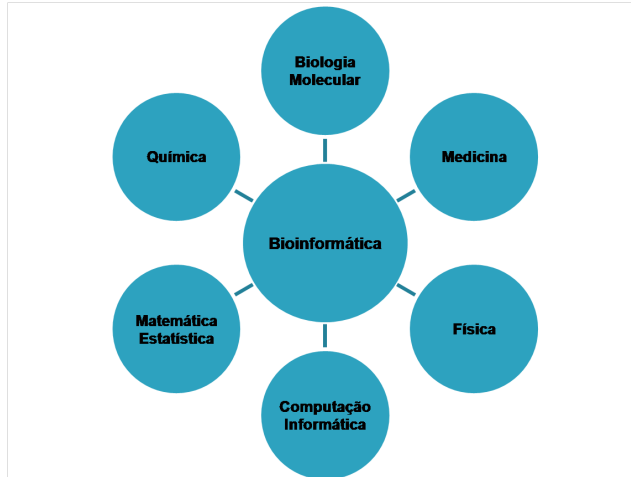 Biologia
Molecular
Química
Medicina
Bioinformática
Matemática
Estatística
Física
Computação
Informática